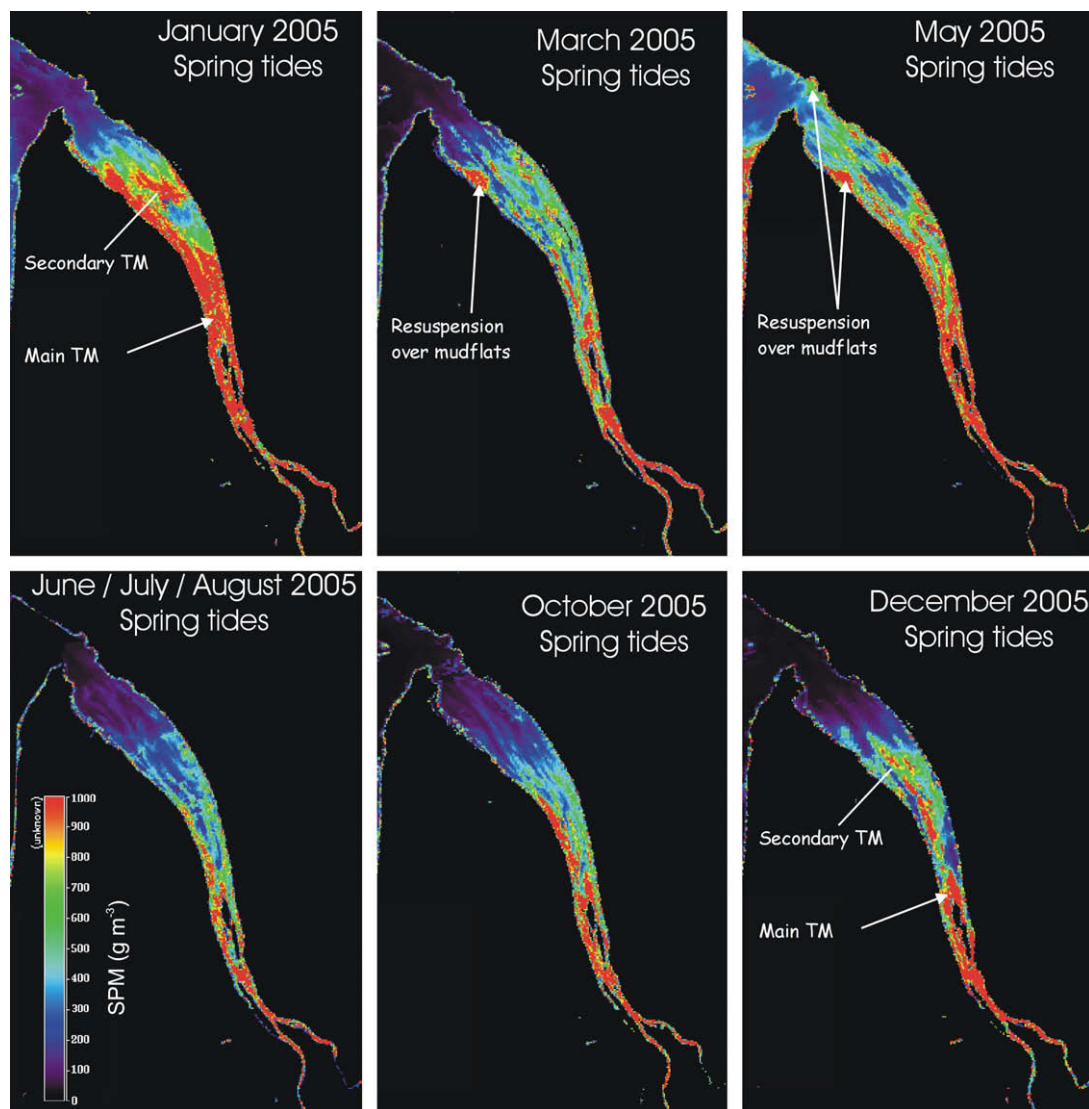 January 2005
Spring tides
Secondary TM
Main TM
March 2005
Spring tides
Resuspension
over mudflats
May 2005
Spring tides
Resuspension
over mudflats
June / July / August 2005
Spring tides
{unknown}
1000
900
800
700
600
500
400
300
200
100
0
SPM (g m-3)
October 2005
Spring tides
December 2005
Spring tides
Secondary TM
Main TM